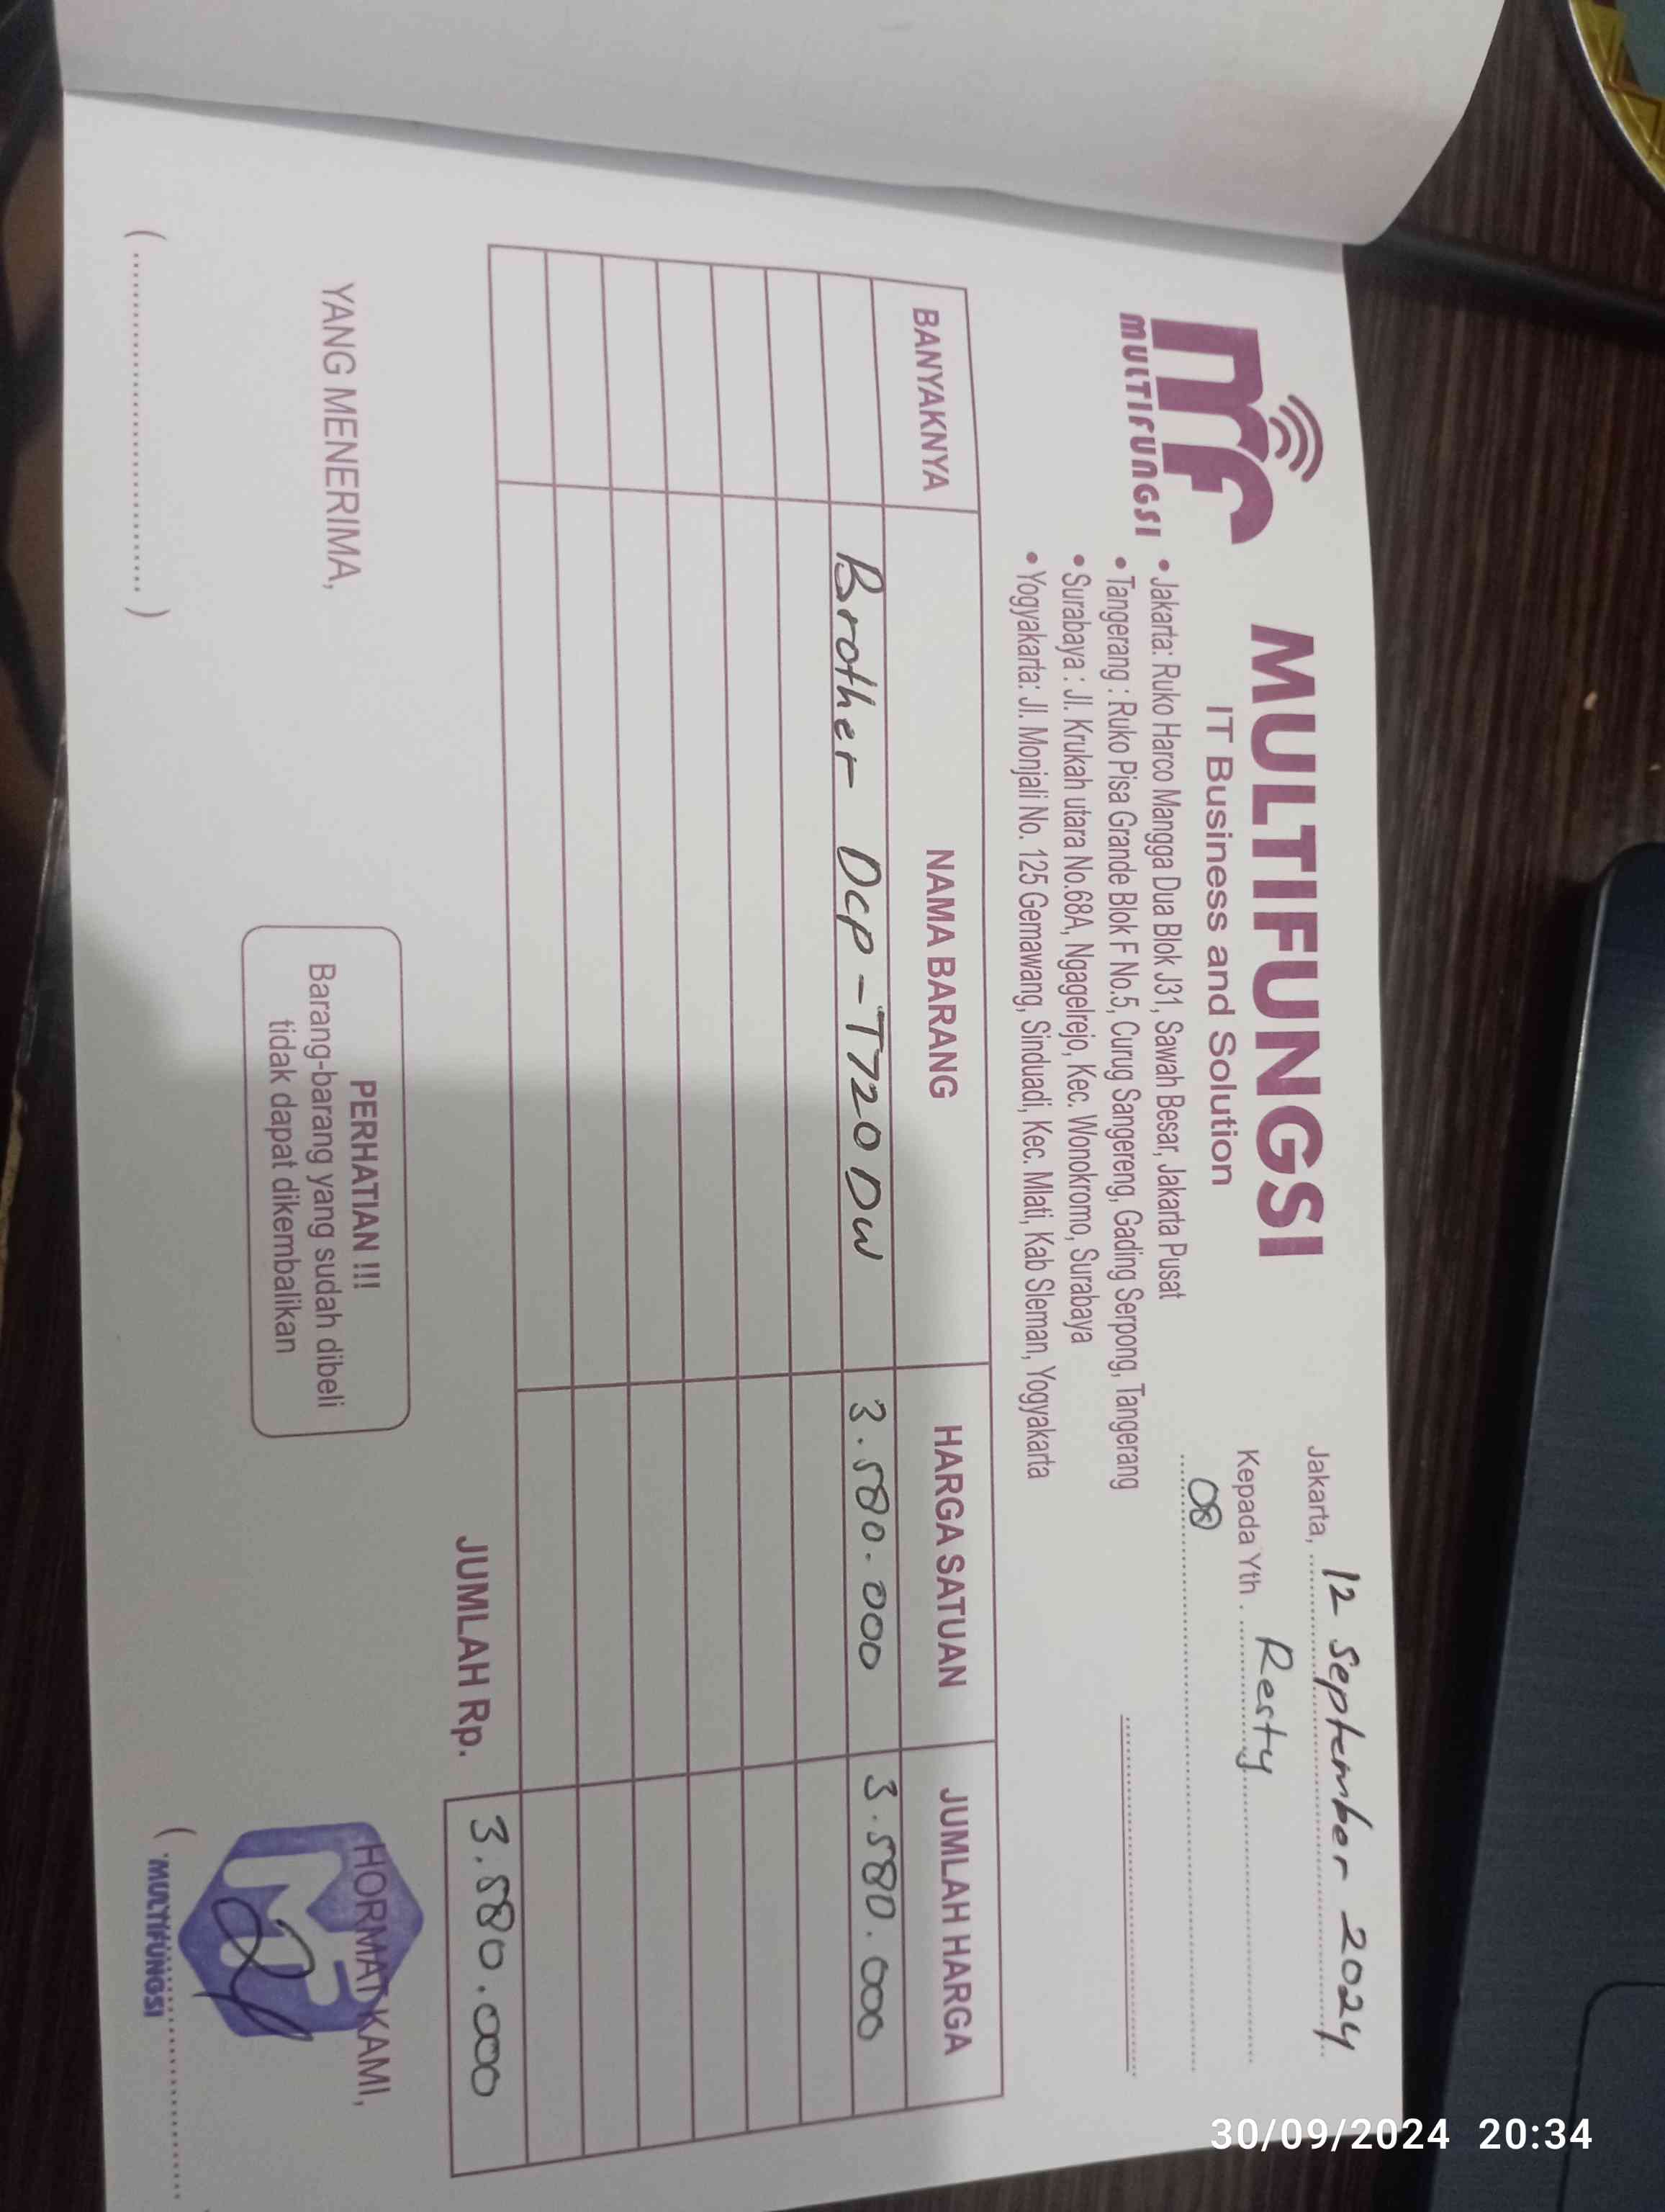 MULTIFUNGSI
MULTIFUNGSI
IT Business and Solution
• Jakarta: Ruko Harco Mangga Dua Blok J31, Sawah Besar, Jakarta Pusat
• Tangerang : Ruko Pisa Grande Blok F No.5, Curug Sangereng, Gading Serpong, Tangerang
• Surabaya : Jl. Krukah utara No.68A, Ngagelrejo, Kec. Wonokromo, Surabaya
• Yogyakarta: Jl. Monjali No. 125 Gemawang, Sinduadi, Kec. Mlati, Kab Sleman, Yogyakarta
Jakarta, 12 September 2024
Kepada Yth. Resty
08
BANYAKNYA NAMA BARANG HARGA SATUAN JUMLAH HARGA
Brother Dcp-T720DW 3.580.000 3.580.000
JUMLAH Rp. 3.580.000
YANG MENERIMA,
PERHATIAN !!!
Barang-barang yang sudah dibeli
tidak dapat dikembalikan
HORMAT KAMI,
MULTIFUNGSI
30/09/2024 20:34